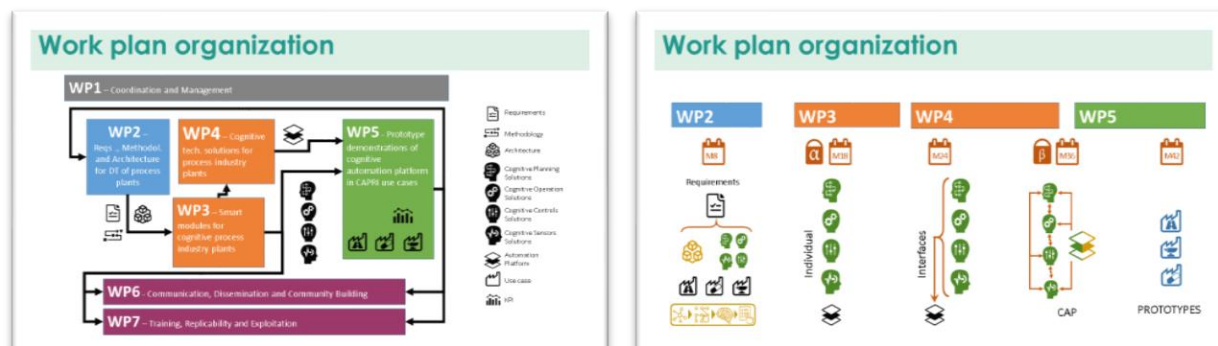 Work plan organization
WP1 – Coordination and Management
WP2 –
Reqs ., Methodol.
and Architecture
for DT of process
plants
WP4 – Cognitive
tech. solutions for
process industry
plants
WP5 - Prototype
demonstrations of
cognitive
automation platform
in CAPRI use cases
WP3 – Smart
modules for
cognitive process
industry plants
WP6 - Communication, Dissemination and Community Building
WP7 – Training, Replicability and Exploitation
Requirements
Methodology
Architecture
Cognitive Planning
Solutions
Cognitive Operation
Solutions
Cognitive Controls
Solutions
Cognitive Sensors
Solutions
Automation
Platform
Use case
KPI
Work plan organization
WP2
WP3
WP4
WP5
M8
α
M18
M24
β
M36
M42
Requirements
Individual
Interfaces
CAP
PROTOTYPES